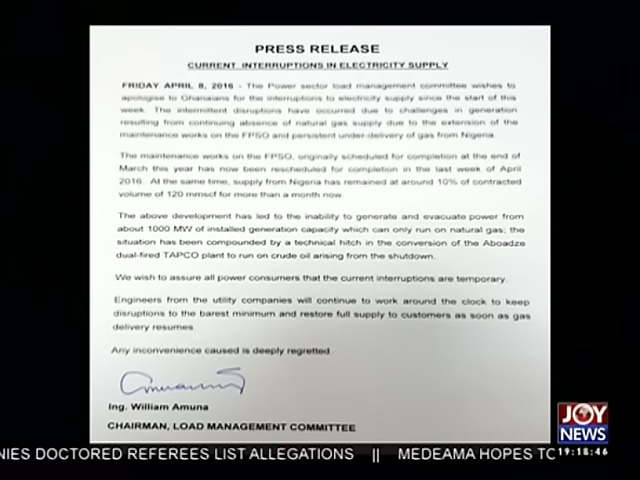 PRESS RELEASE
CURRENT INTERRUPTIONS IN ELECTRICITY SUPPLY
FRIDAY APRIL 8, 2016 - The Power sector load management committee wishes to
apologise to Ghanaians for the interruptions to electricity supply since the start of this
week. The intermittent disruptions have occurred due to challenges in generation
resulting from continuing absence of natural gas supply due to the extension of the
maintenance works on the FPSO and persistent under-delivery of gas from Nigeria.
The maintenance works on the FPSO, originally scheduled for completion at the end of
March this year has now been rescheduled for completion in the last week of April
2016. At the same time, supply from Nigeria has remained at around 10% of contracted
volume of 120 mmscf for more than a month now.
The above development has led to the inability to generate and evacuate power from
about 1000 MW of installed generation capacity which can only run on natural gas; the
situation has been compounded by a technical hitch in the conversion of the Aboadze
dual-fired TAPCO plant to run on crude oil arising from the shutdown.
We wish to assure all power consumers that the current interruptions are temporary.
Engineers from the utility companies will continue to work around the clock to keep
disruptions to the barest minimum and restore full supply to customers as soon as gas
delivery resumes.
Any inconvenience caused is deeply regretted.
Ing. William Amuna
CHAIRMAN, LOAD MANAGEMENT COMMITTEE
JOY
NEWS
19:18:46
NIES DOCTORED REFEREES LIST ALLEGATIONS || MEDEAMA HOPES TO